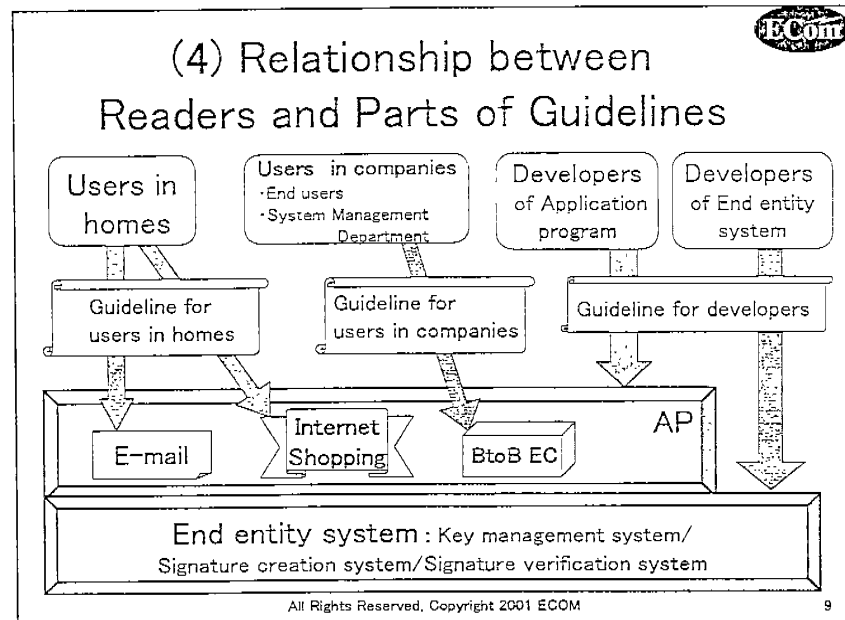 ECom
(4) Relationship between
Readers and Parts of Guidelines
Users in
homes
Users in companies
・End users
・System Management
Department
Developers
of Application
program
Developers
of End entity
system
Guideline for
users in homes
Guideline for
users in companies
Guideline for developers
AP
E-mail
Internet
Shopping
BtoB EC
End entity system : Key management system/
Signature creation system/Signature verification system
All Rights Reserved, Copyright 2001 ECOM
9